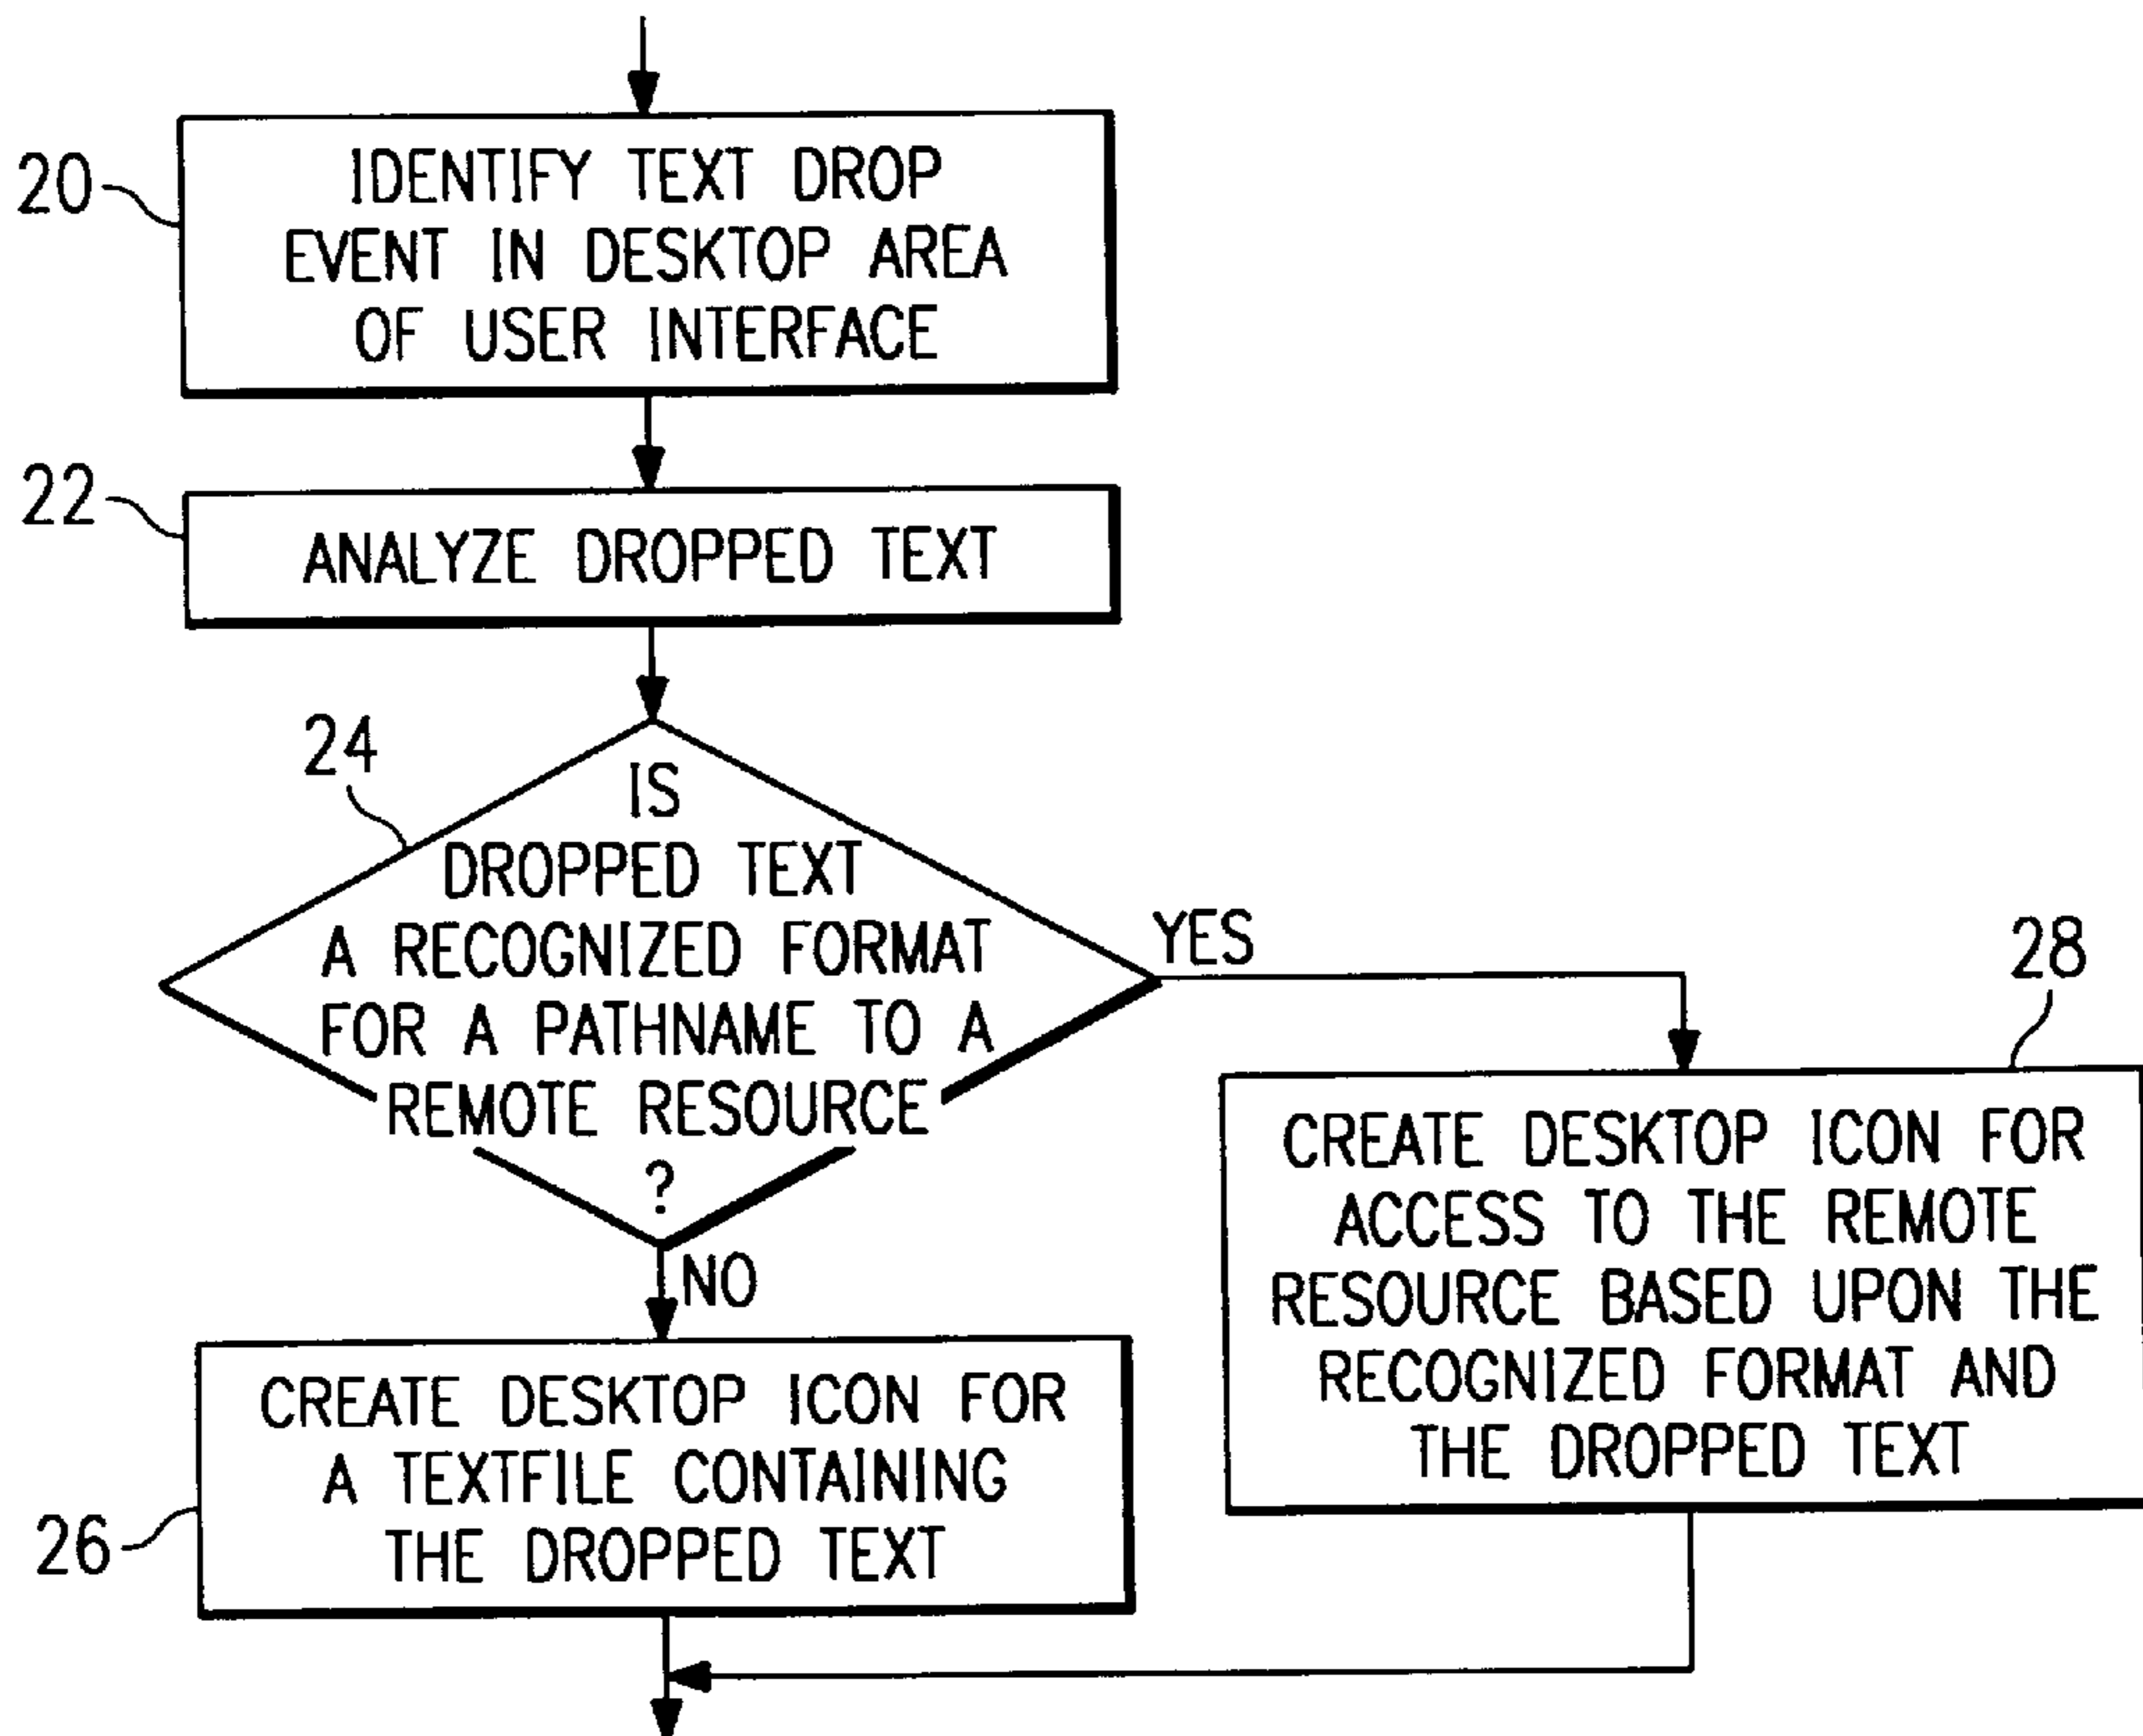 20
IDENTIFY TEXT DROP
EVENT IN DESKTOP AREA
OF USER INTERFACE
22
ANALYZE DROPPED TEXT
24
IS
DROPPED TEXT
A RECOGNIZED FORMAT
FOR A PATHNAME TO A
REMOTE RESOURCE
?
YES
NO
28
CREATE DESKTOP ICON FOR
ACCESS TO THE REMOTE
RESOURCE BASED UPON THE
RECOGNIZED FORMAT AND
THE DROPPED TEXT
26
CREATE DESKTOP ICON FOR
A TEXTFILE CONTAINING
THE DROPPED TEXT